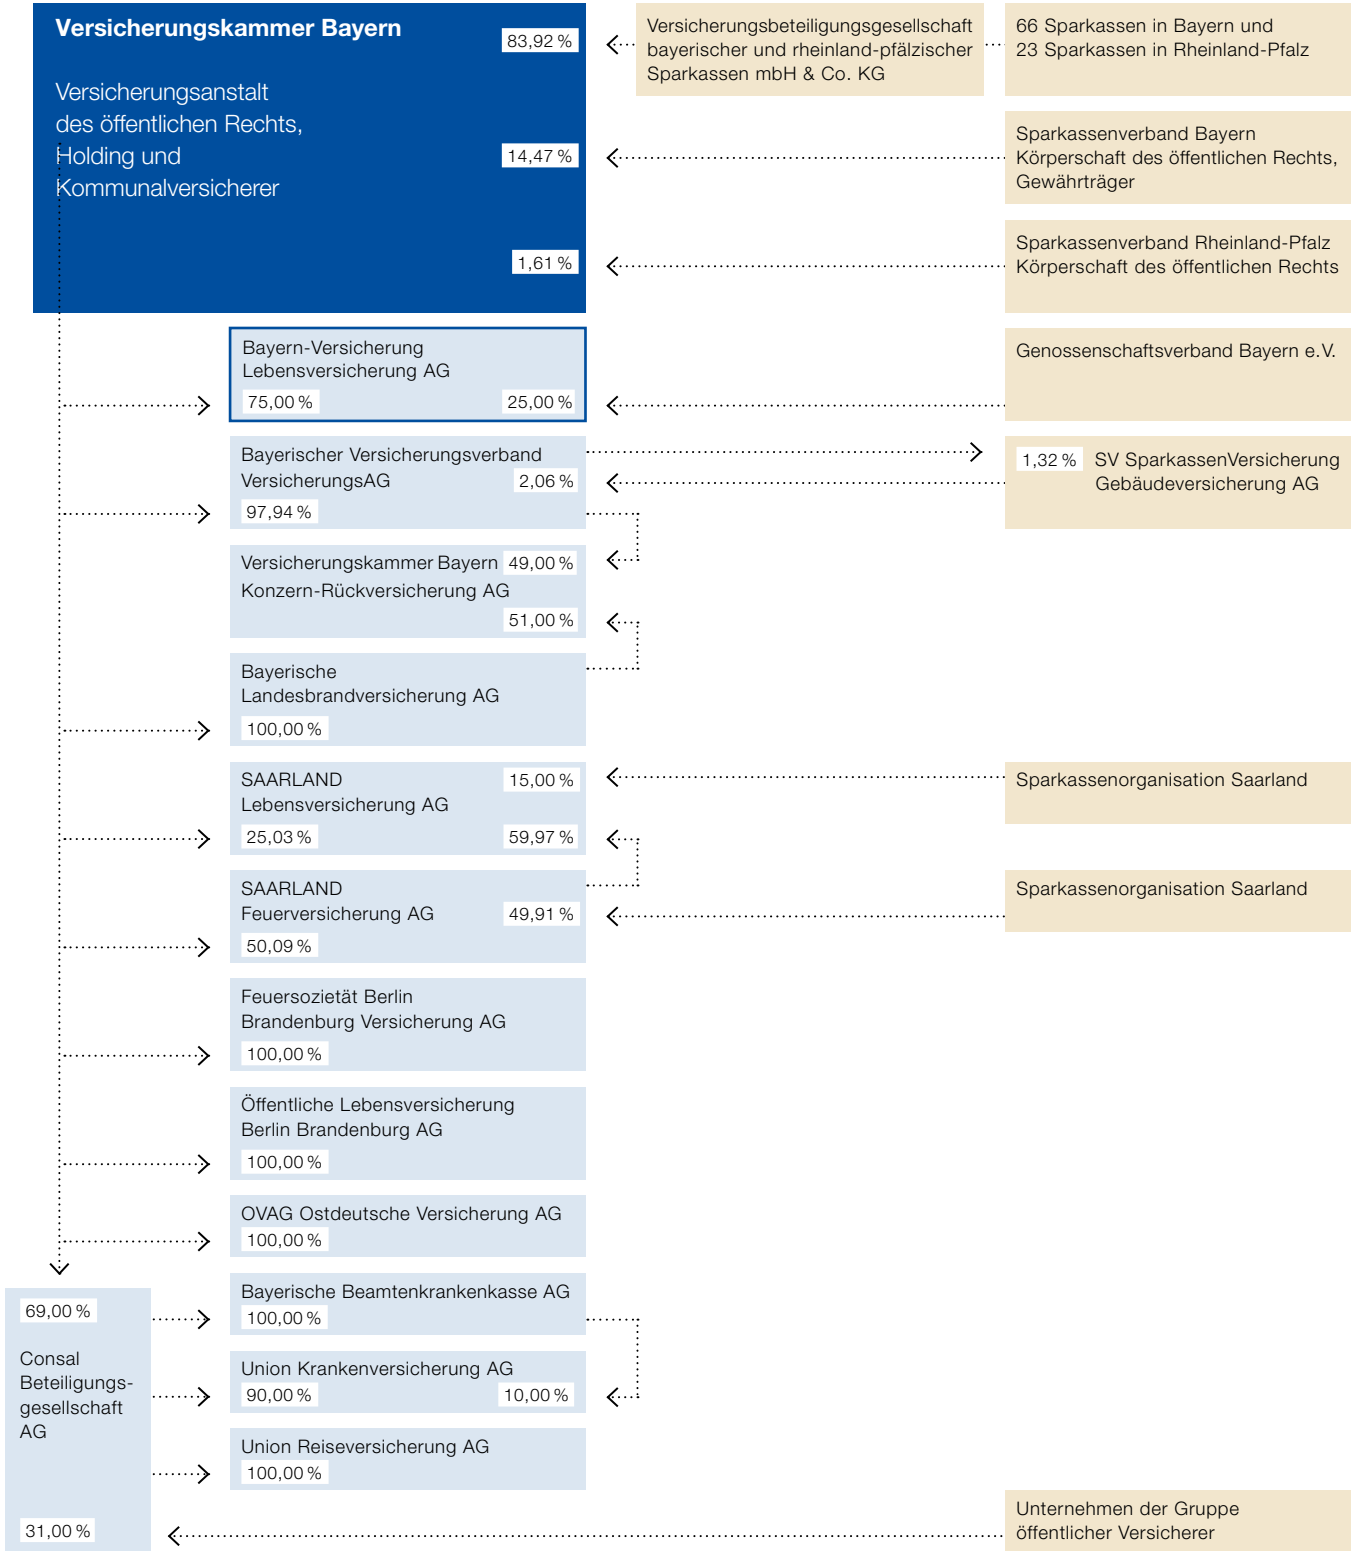 Versicherungskammer Bayern
83,92 %
Versicherungsanstalt
des öffentlichen Rechts,
Holding und
Kommunalversicherer
14,47 %
1,61 %
Versicherungsbeteiligungsgesellschaft
bayerischer und rheinland-pfälzischer
Sparkassen mbH & Co. KG
66 Sparkassen in Bayern und
23 Sparkassen in Rheinland-Pfalz
Sparkassenverband Bayern
Körperschaft des öffentlichen Rechts,
Gewährträger
Sparkassenverband Rheinland-Pfalz
Körperschaft des öffentlichen Rechts
Bayern-Versicherung
Lebensversicherung AG
75,00 % 25,00 %
Genossenschaftsverband Bayern e.V.
Bayerischer Versicherungsverband
VersicherungsAG 2,06 %
97,94 %
1,32 % SV SparkassenVersicherung
Gebäudeversicherung AG
Versicherungskammer Bayern 49,00 %
Konzern-Rückversicherung AG
51,00 %
Bayerische
Landesbrandversicherung AG
100,00 %
SAARLAND 15,00 %
Lebensversicherung AG
25,03 % 59,97 %
Sparkassenorganisation Saarland
SAARLAND
Feuerversicherung AG 49,91 %
50,09 %
Sparkassenorganisation Saarland
Feuersozietät Berlin
Brandenburg Versicherung AG
100,00 %
Öffentliche Lebensversicherung
Berlin Brandenburg AG
100,00 %
OVAG Ostdeutsche Versicherung AG
100,00 %
69,00 %
Consal
Beteiligungs-
gesellschaft
AG
31,00 %
Bayerische Beamtenkrankenkasse AG
100,00 %
Union Krankenversicherung AG
90,00 % 10,00 %
Union Reiseversicherung AG
100,00 %
Unternehmen der Gruppe
öffentlicher Versicherer